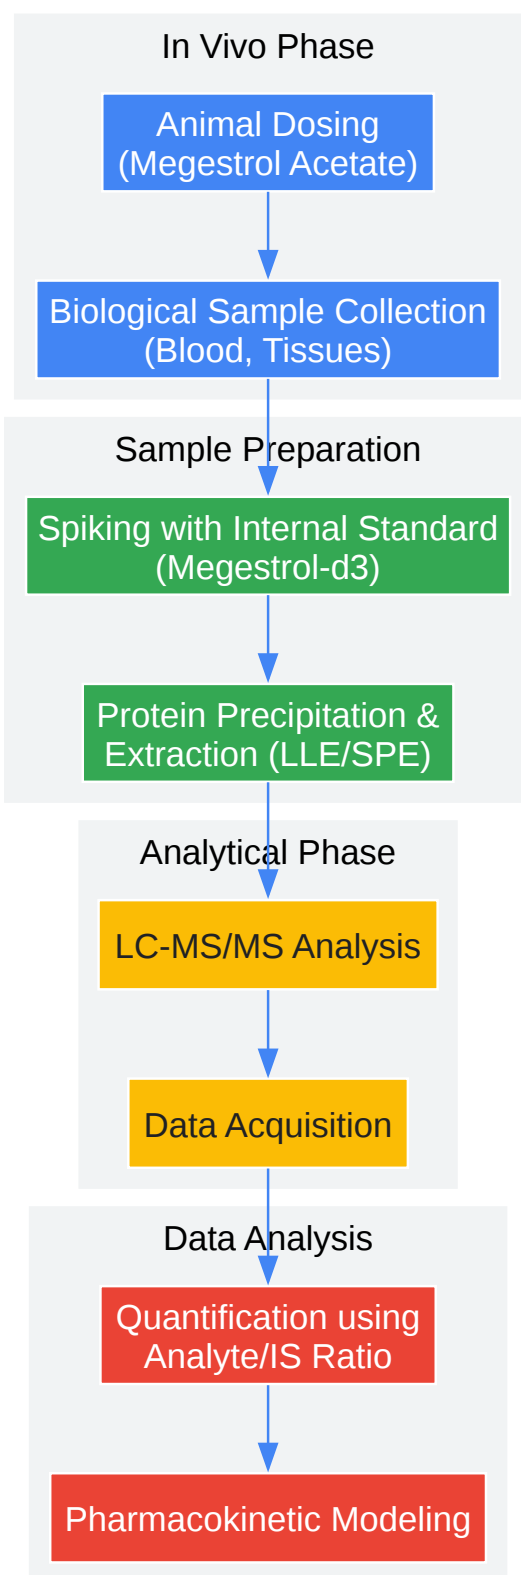 In Vivo Phase
Animal Dosing
(Megestrol Acetate)
Biological Sample Collection
(Blood, Tissues)
Sample Preparation
Spiking with Internal Standard
(Megestrol-d3)
Protein Precipitation &
Extraction (LLE/SPE)
Analytical Phase
LC-MS/MS Analysis
Data Acquisition
Data Analysis
Quantification using
Analyte/IS Ratio
Pharmacokinetic Modeling